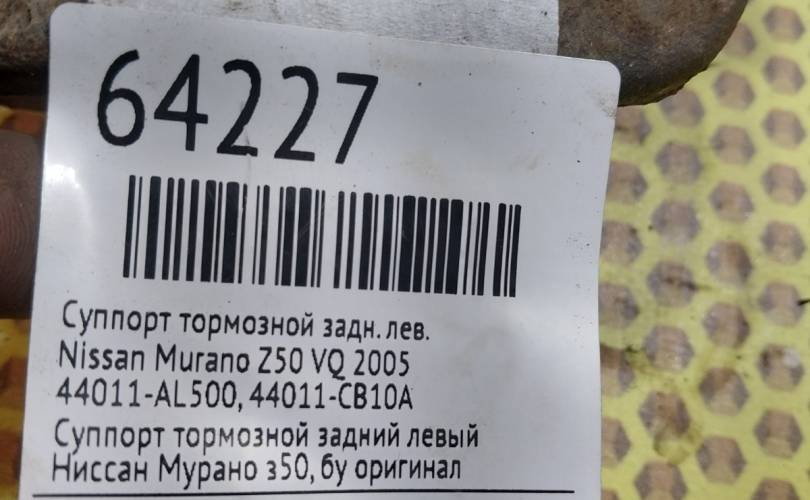 64227
Суппорт тормозной задн. лев.
Nissan Murano Z50 VQ 2005
44011-AL500, 44011-CB10A
Суппорт тормозной задний левый
Ниссан Мурано з50, бу оригинал